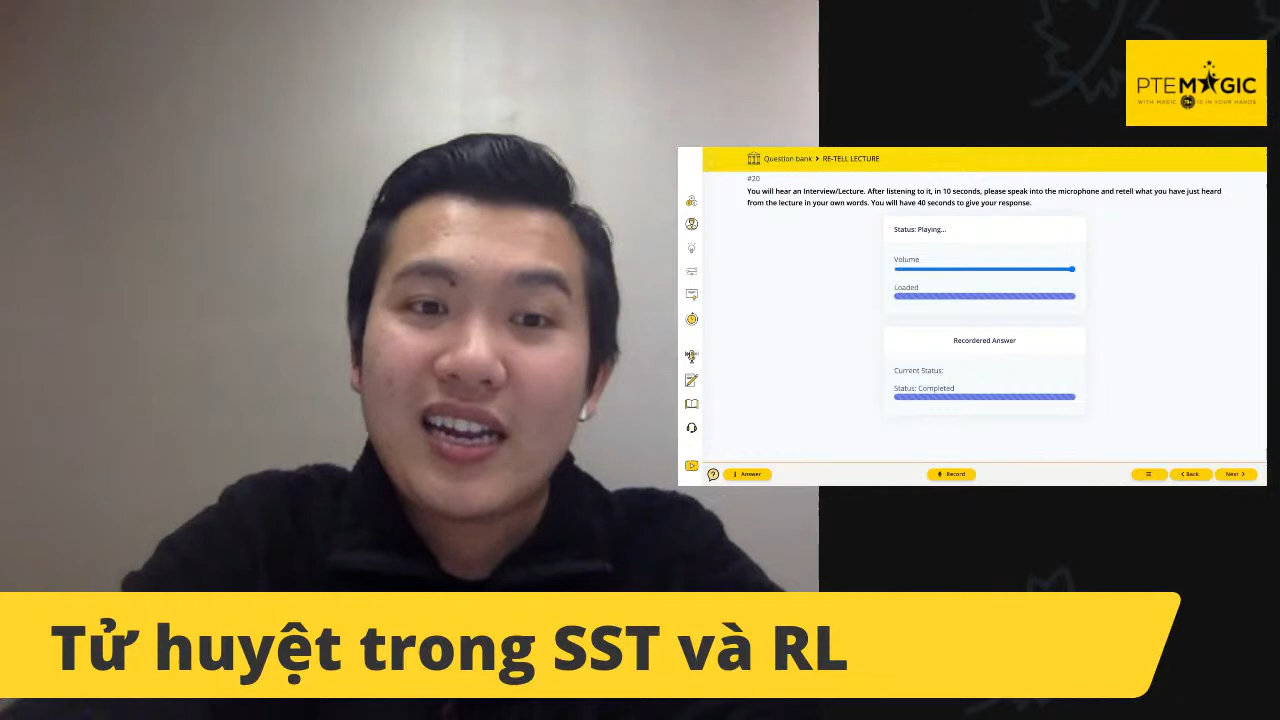 PTEMAGIC
WITH MAGIC, 79+ IS IN YOUR HANDS
Question bank > RE-TELL LECTURE
#20
You will hear an Interview/Lecture. After listening to it, in 10 seconds, please speak into the microphone and retell what you have just heard
from the lecture in your own words. You will have 40 seconds to give your response.
Status: Playing...
Volume
Loaded
Recordered Answer
Current Status:
Status: Completed
? i Answer Record < Back Next >
Tử huyệt trong SST và RL